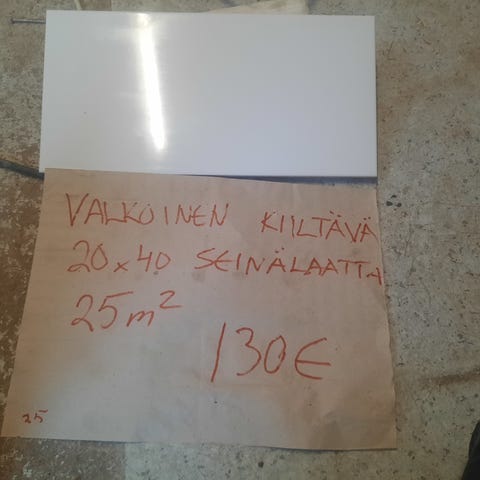 VALKOINEN KIILTÄVÄ
20x40 SEINÄLAATTA
25m²
130€
25